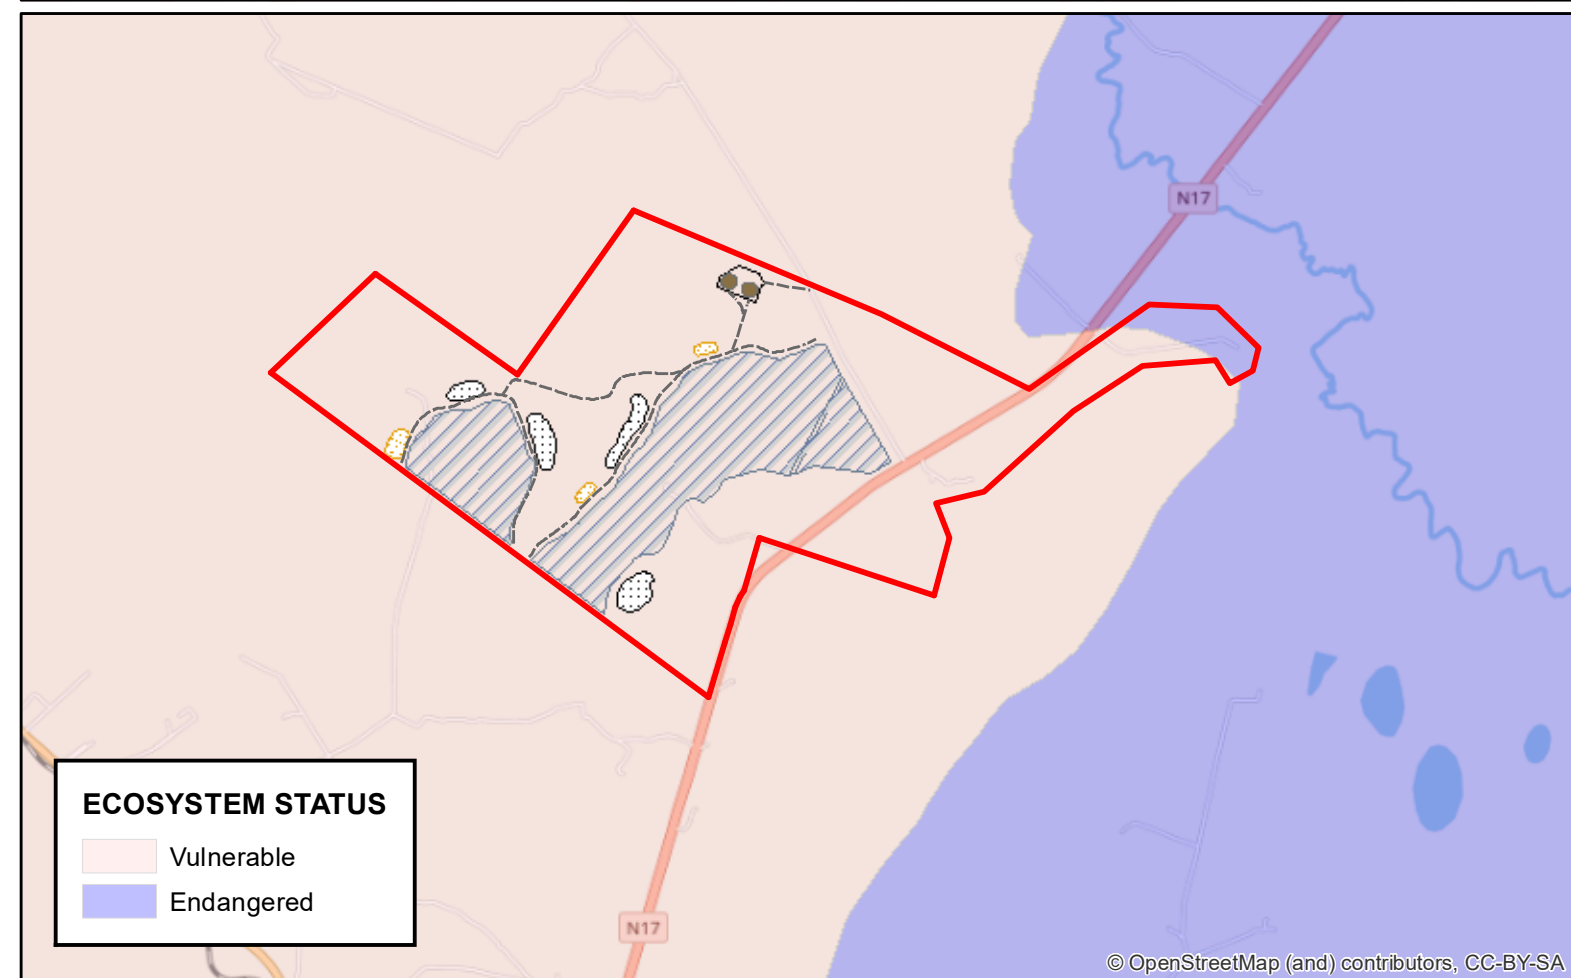 N17
ECOSYSTEM STATUS
Vulnerable
Endangered
N17
© OpenStreetMap (and) contributors, CC-BY-SA